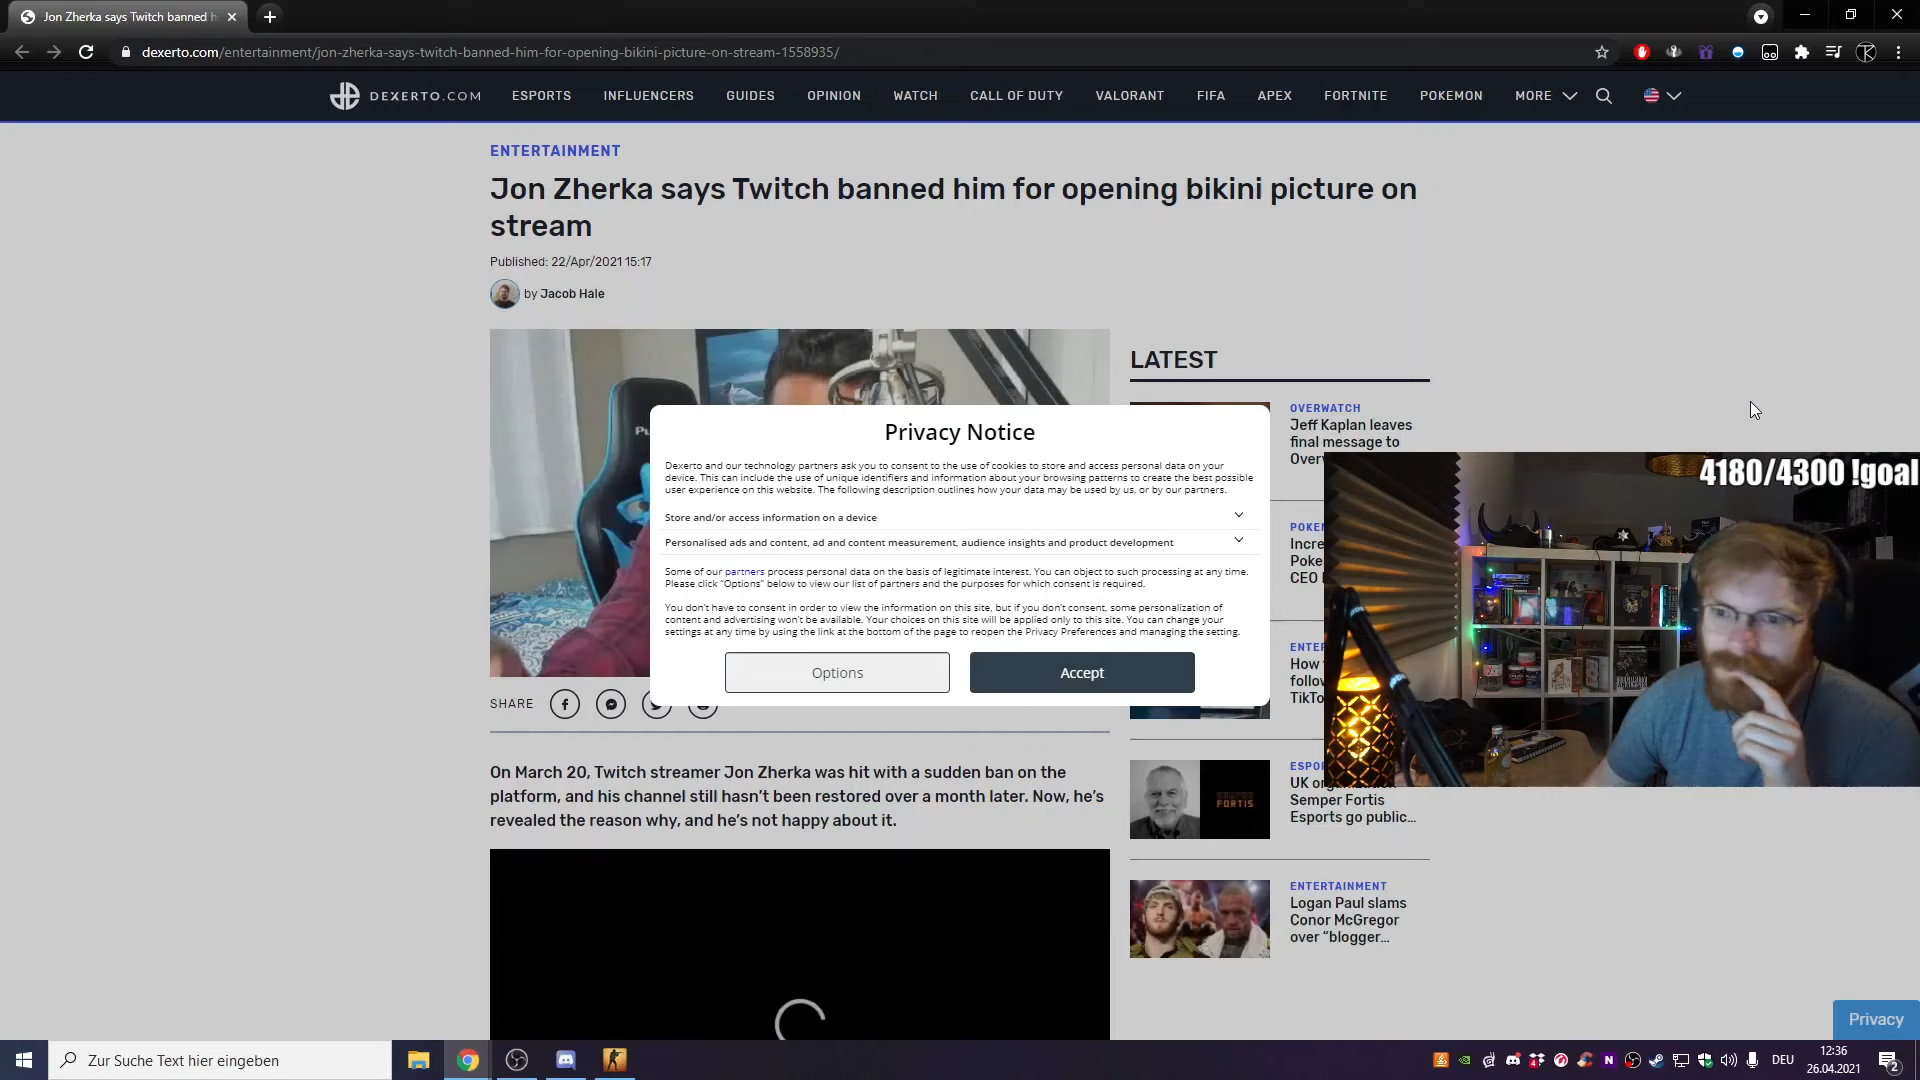 Jon Zherka says Twitch banned h
dexerto.com/entertainment/jon-zherka-says-twitch-banned-him-for-opening-bikini-picture-on-stream-1558935/
DEXERTO.COM
ESPORTS
INFLUENCERS
GUIDES
OPINION
WATCH
CALL OF DUTY
VALORANT
FIFA
APEX
FORTNITE
POKEMON
MORE
ENTERTAINMENT
Jon Zherka says Twitch banned him for opening bikini picture on
stream
Published: 22/Apr/2021 15:17
by Jacob Hale
LATEST
OVERWATCH
Jeff Kaplan leaves
final message to
Over
POKE
Incre
Poke
CEO
ENTE
How
follo
TikTo
ESPO
UK or
Semper Fortis
Esports go public...
FORTIS
ENTERTAINMENT
Logan Paul slams
Conor McGregor
over “blogger...
4180/4300 !goal
Privacy Notice
Dexerto and our technology partners ask you to consent to the use of cookies to store and access personal data on your
device. This can include the use of unique identifiers and information about your browsing patterns to create the best possible
user experience on this website. The following description outlines how your data may be used by us, or by our partners.
Store and/or access information on a device
Personalised ads and content, ad and content measurement, audience insights and product development
Some of our partners process personal data on the basis of legitimate interest. You can object to such processing at any time.
Please click "Options" below to view our list of partners and the purposes for which consent is required.
You don't have to consent in order to view the information on this site, but if you don't consent, some personalization of
content and advertising won't be available. Your choices on this site will be applied only to this site. You can change your
settings at any time by using the link at the bottom of the page to reopen the Privacy Preferences and managing the setting.
Options
Accept
SHARE
On March 20, Twitch streamer Jon Zherka was hit with a sudden ban on the
platform, and his channel still hasn’t been restored over a month later. Now, he’s
revealed the reason why, and he’s not happy about it.
Privacy
Zur Suche Text hier eingeben
DEU
12:36
26.04.2021
2